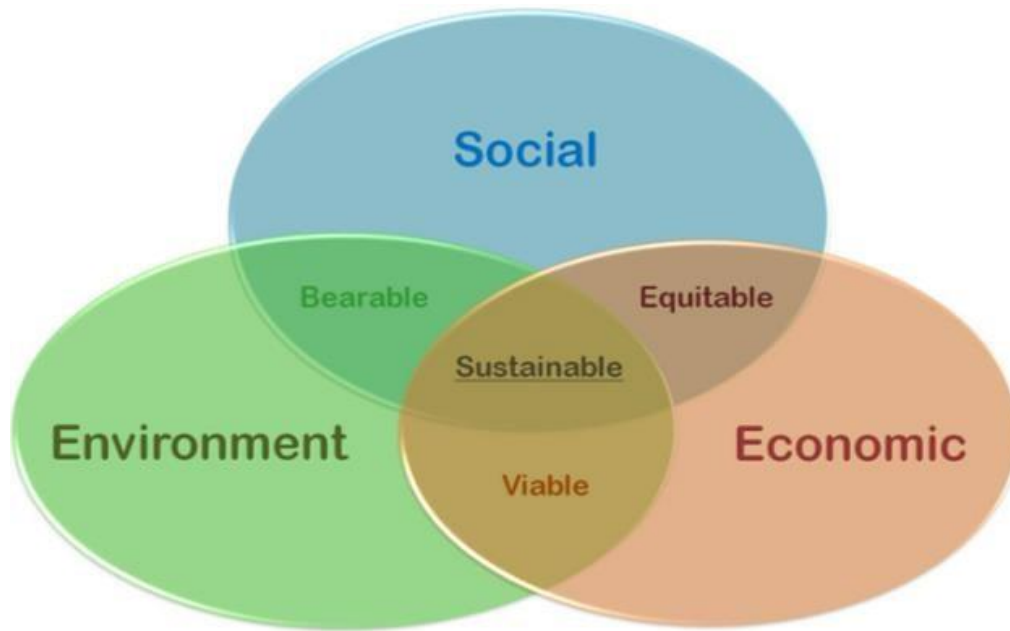 Social
Bearable
Equitable
Sustainable
Environment
Economic
Viable